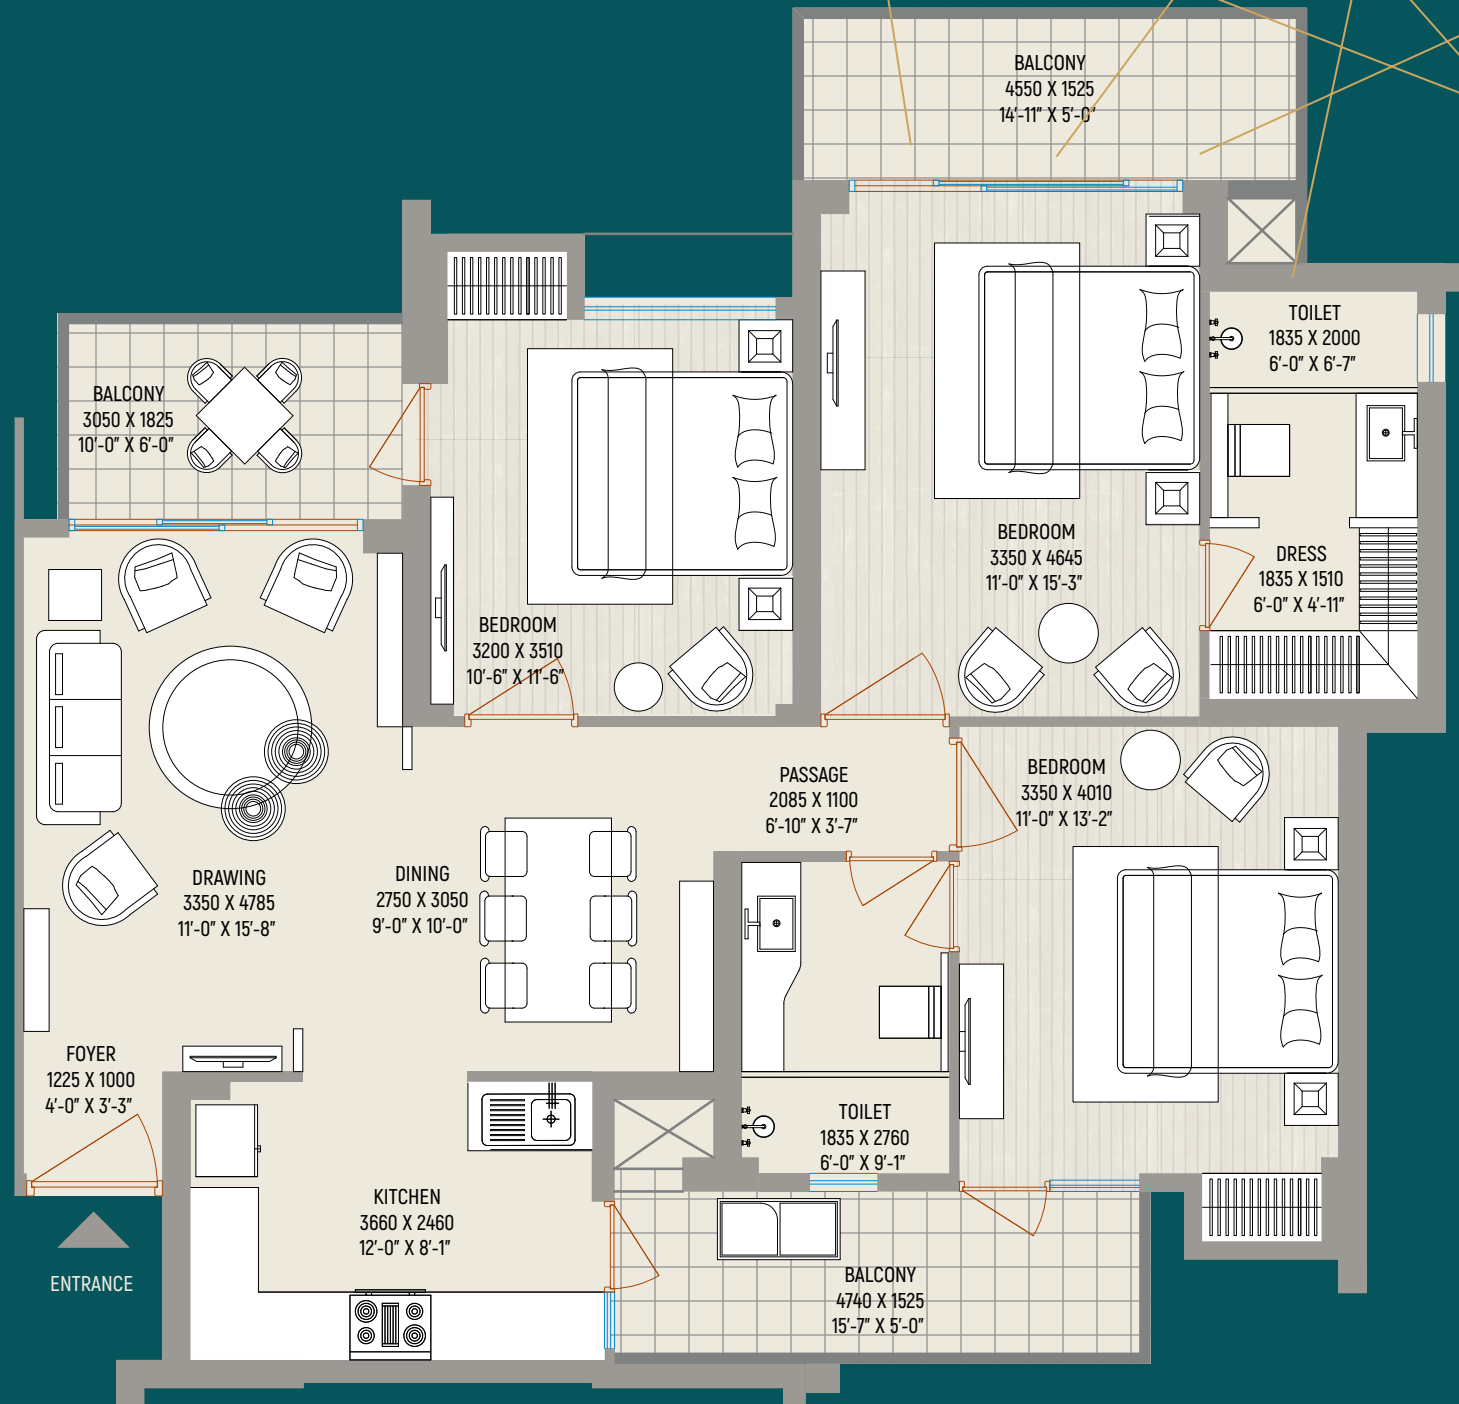 BALCONY
4550 X 1525
14'-11" X 5'-0"
TOILET
1835 X 2000
6'-0" X 6'-7"
BALCONY
3050 X 1825
10'-0" X 6'-0"
BEDROOM
3350 X 4645
11'-0" X 15'-3"
DRESS
1835 X 1510
6'-0" X 4'-11"
BEDROOM
3200 X 3510
10'-6" X 11'-6"
PASSAGE
2085 X 1100
6'-10" X 3'-7"
BEDROOM
3350 X 4010
11'-0" X 13'-2"
DRAWING
3350 X 4785
11'-0" X 15'-8"
DINING
2750 X 3050
9'-0" X 10'-0"
FOYER
1225 X 1000
4'-0" X 3'-3"
TOILET
1835 X 2760
6'-0" X 9'-1"
KITCHEN
3660 X 2460
12'-0" X 8'-1"
ENTRANCE
BALCONY
4740 X 1525
15'-7" X 5'-0"